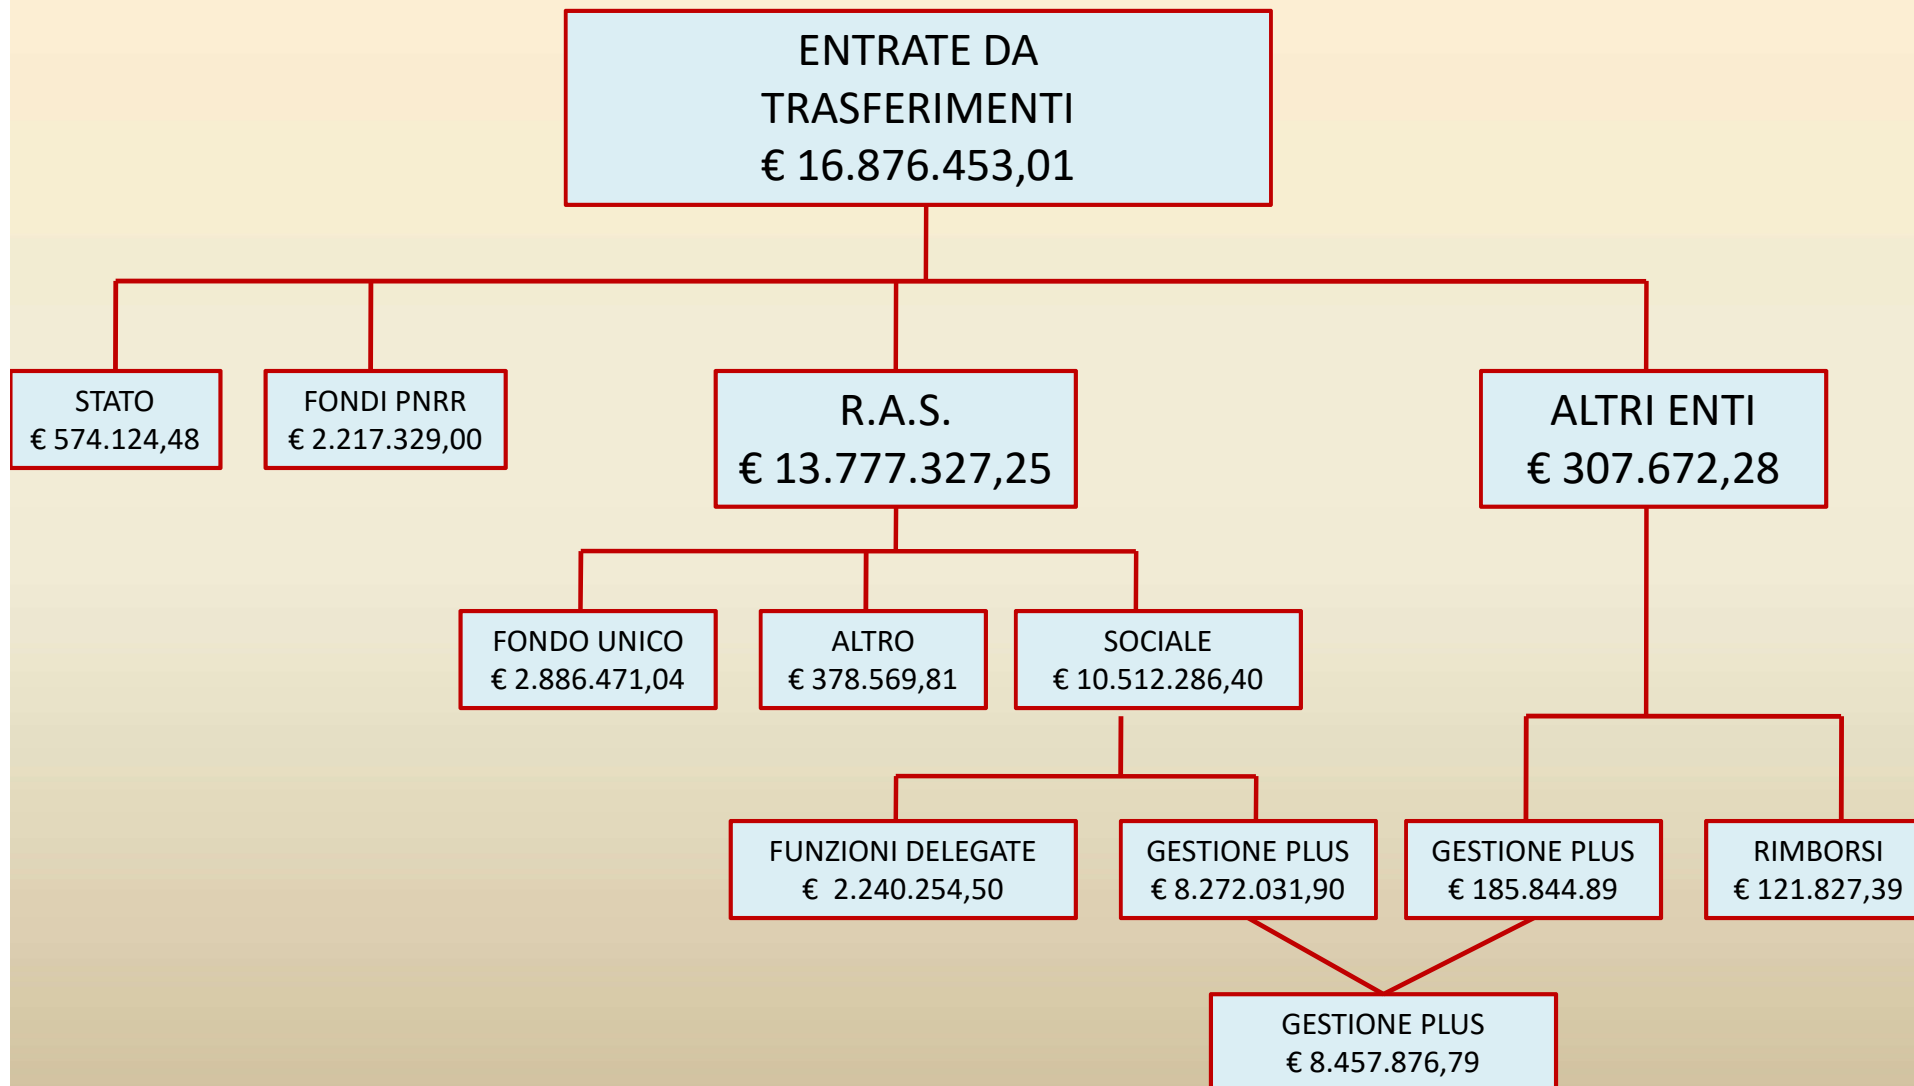 ENTRATE DA
TRASFERIMENTI
€ 16.876.453,01
STATO
€ 574.124,48
FONDI PNRR
€ 2.217.329,00
R.A.S.
€ 13.777.327,25
ALTRI ENTI
€ 307.672,28
FONDO UNICO
€ 2.886.471,04
ALTRO
€ 378.569,81
SOCIALE
€ 10.512.286,40
FUNZIONI DELEGATE
€ 2.240.254,50
GESTIONE PLUS
€ 8.272.031,90
GESTIONE PLUS
€ 185.844.89
RIMBORSI
€ 121.827,39
GESTIONE PLUS
€ 8.457.876,79